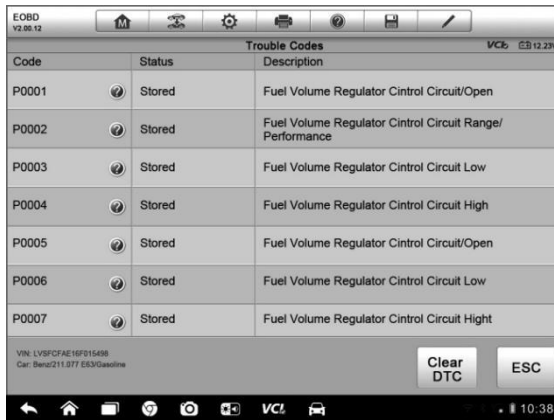 EOBD
V2.00.12
M
Trouble Codes
VCI 12.23V
Code Status Description
P0001 Stored Fuel Volume Regulator Cintrol Circuit/Open
P0002 Stored Fuel Volume Regulator Cintrol Circuit Range/
Performance
P0003 Stored Fuel Volume Regulator Cintrol Circuit Low
P0004 Stored Fuel Volume Regulator Cintrol Circuit High
P0005 Stored Fuel Volume Regulator Cintrol Circuit/Open
P0006 Stored Fuel Volume Regulator Cintrol Circuit Low
P0007 Stored Fuel Volume Regulator Cintrol Circuit Hight
VIN: LVSFCFAE16F015498
Car: Benz/211.077 E63/Gasoline
Clear
DTC
ESC
VCI
10:38